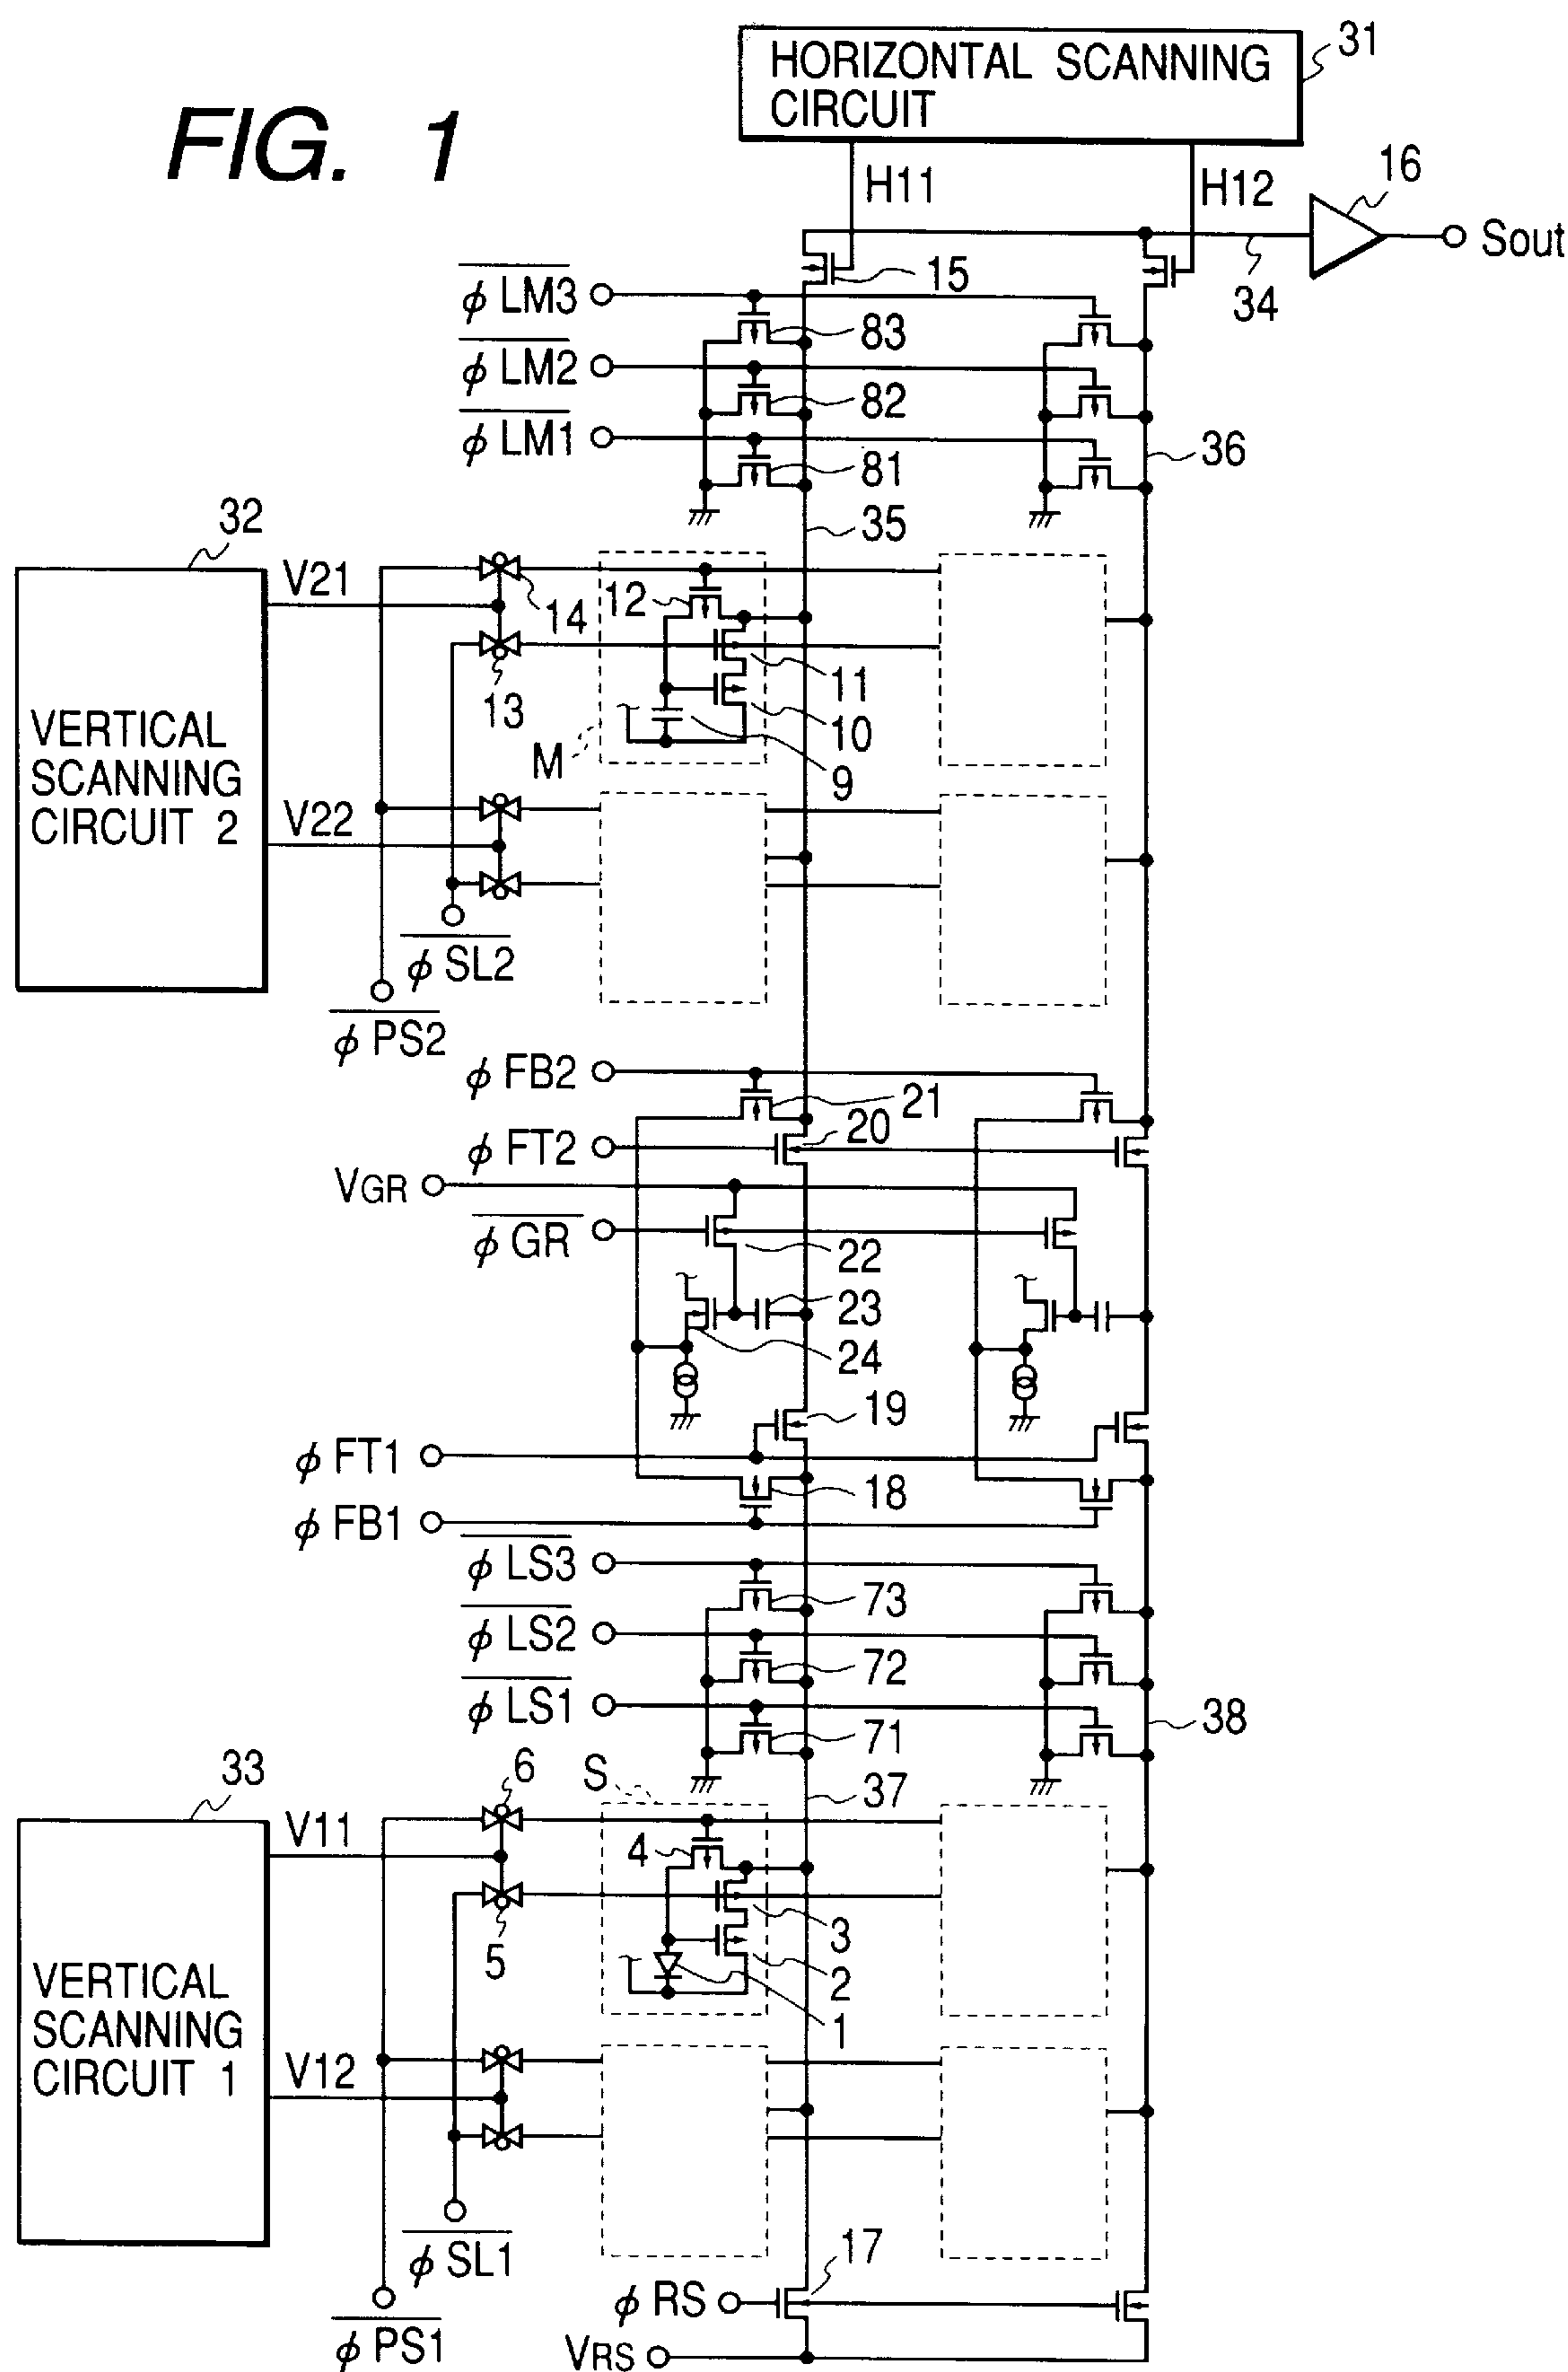 FIG. 1
HORIZONTAL SCANNING
CIRCUIT
31
H11
H12
16
Sout
15
34
φ LM3
83
φ LM2
82
φ LM1
81
36
35
32
V21
14
12
13
11
10
M
9
VERTICAL
SCANNING
CIRCUIT 2
V22
φ SL2
φ PS2
φ FB2
21
φ FT2
20
VGR
φ GR
22
23
24
19
φ FT1
18
φ FB1
φ LS3
73
φ LS2
72
φ LS1
71
38
37
33
6
S
V11
4
5
3
2
1
VERTICAL
SCANNING
CIRCUIT 1
V12
φ SL1
φ PS1
17
φ RS
VRS